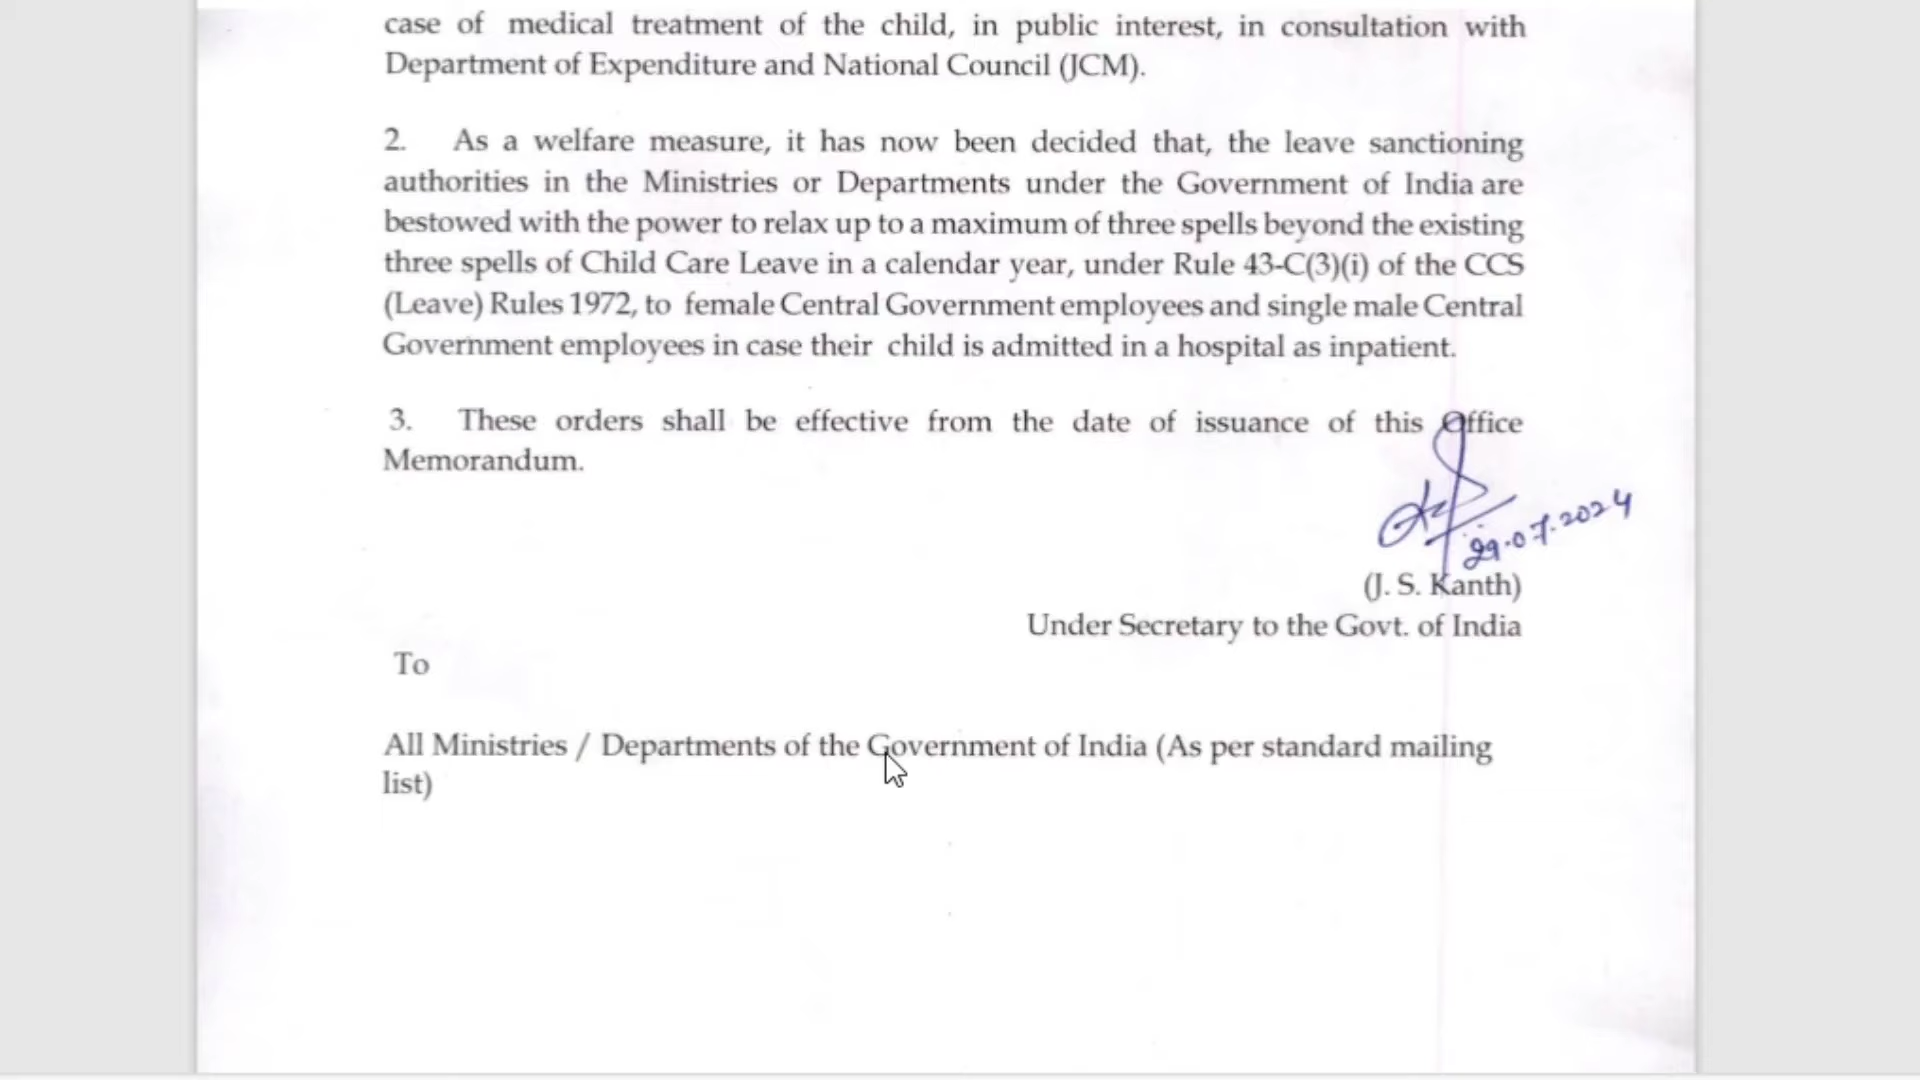 case of medical treatment of the child, in public interest, in consultation with
Department of Expenditure and National Council (JCM).
2. As a welfare measure, it has now been decided that, the leave sanctioning
authorities in the Ministries or Departments under the Government of India are
bestowed with the power to relax up to a maximum of three spells beyond the existing
three spells of Child Care Leave in a calendar year, under Rule 43-C(3)(i) of the CCS
(Leave) Rules 1972, to female Central Government employees and single male Central
Government employees in case their child is admitted in a hospital as inpatient.
3. These orders shall be effective from the date of issuance of this Office
Memorandum.
29.07.2024
(J. S. Kanth)
Under Secretary to the Govt. of India
To
All Ministries / Departments of the Government of India (As per standard mailing
list)